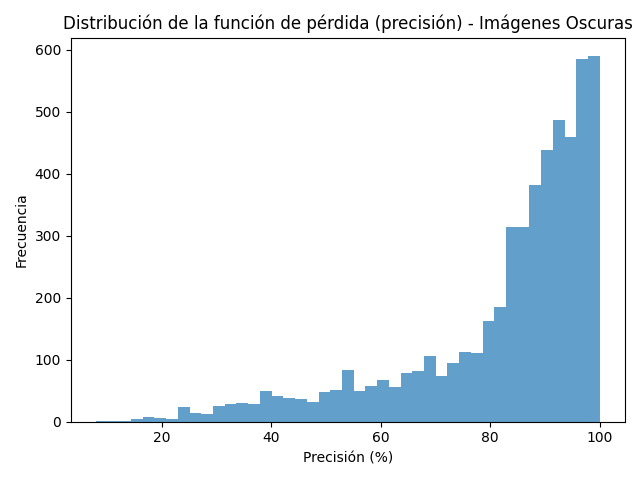 Distribución de la función de pérdida (precisión) - Imágenes Oscuras
Frecuencia
600
500
400
300
200
100
0
20 40 60 80 100
Precisión (%)